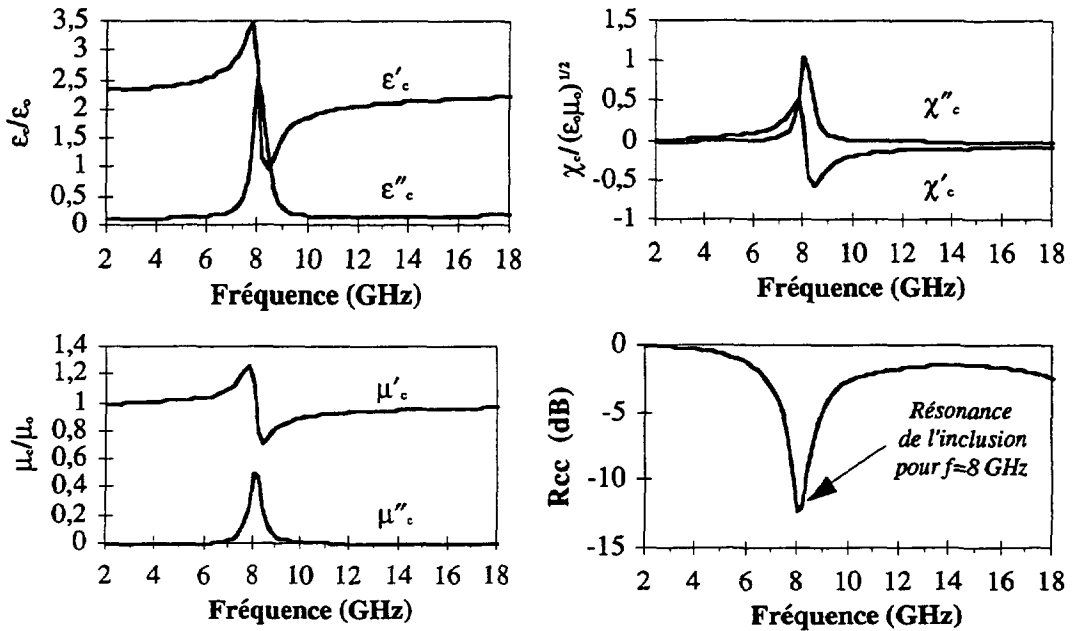 3,5
3
2,5
2
1,5
1
0,5
0
εc/εo
ε′c
ε″c
2 4 6 8 10 12 14 16 18
Fréquence (GHz)
1,5
1
0,5
0
-0,5
-1
χc/(εoμo)^1/2
χ″c
χ′c
2 4 6 8 10 12 14 16 18
Fréquence (GHz)
1,4
1,2
1
0,8
0,6
0,4
0,2
0
μc/μo
μ′c
μ″c
2 4 6 8 10 12 14 16 18
Fréquence (GHz)
0
-5
-10
-15
Rcc (dB)
Résonance
de l'inclusion
pour f=8 GHz
2 4 6 8 10 12 14 16 18
Fréquence (GHz)